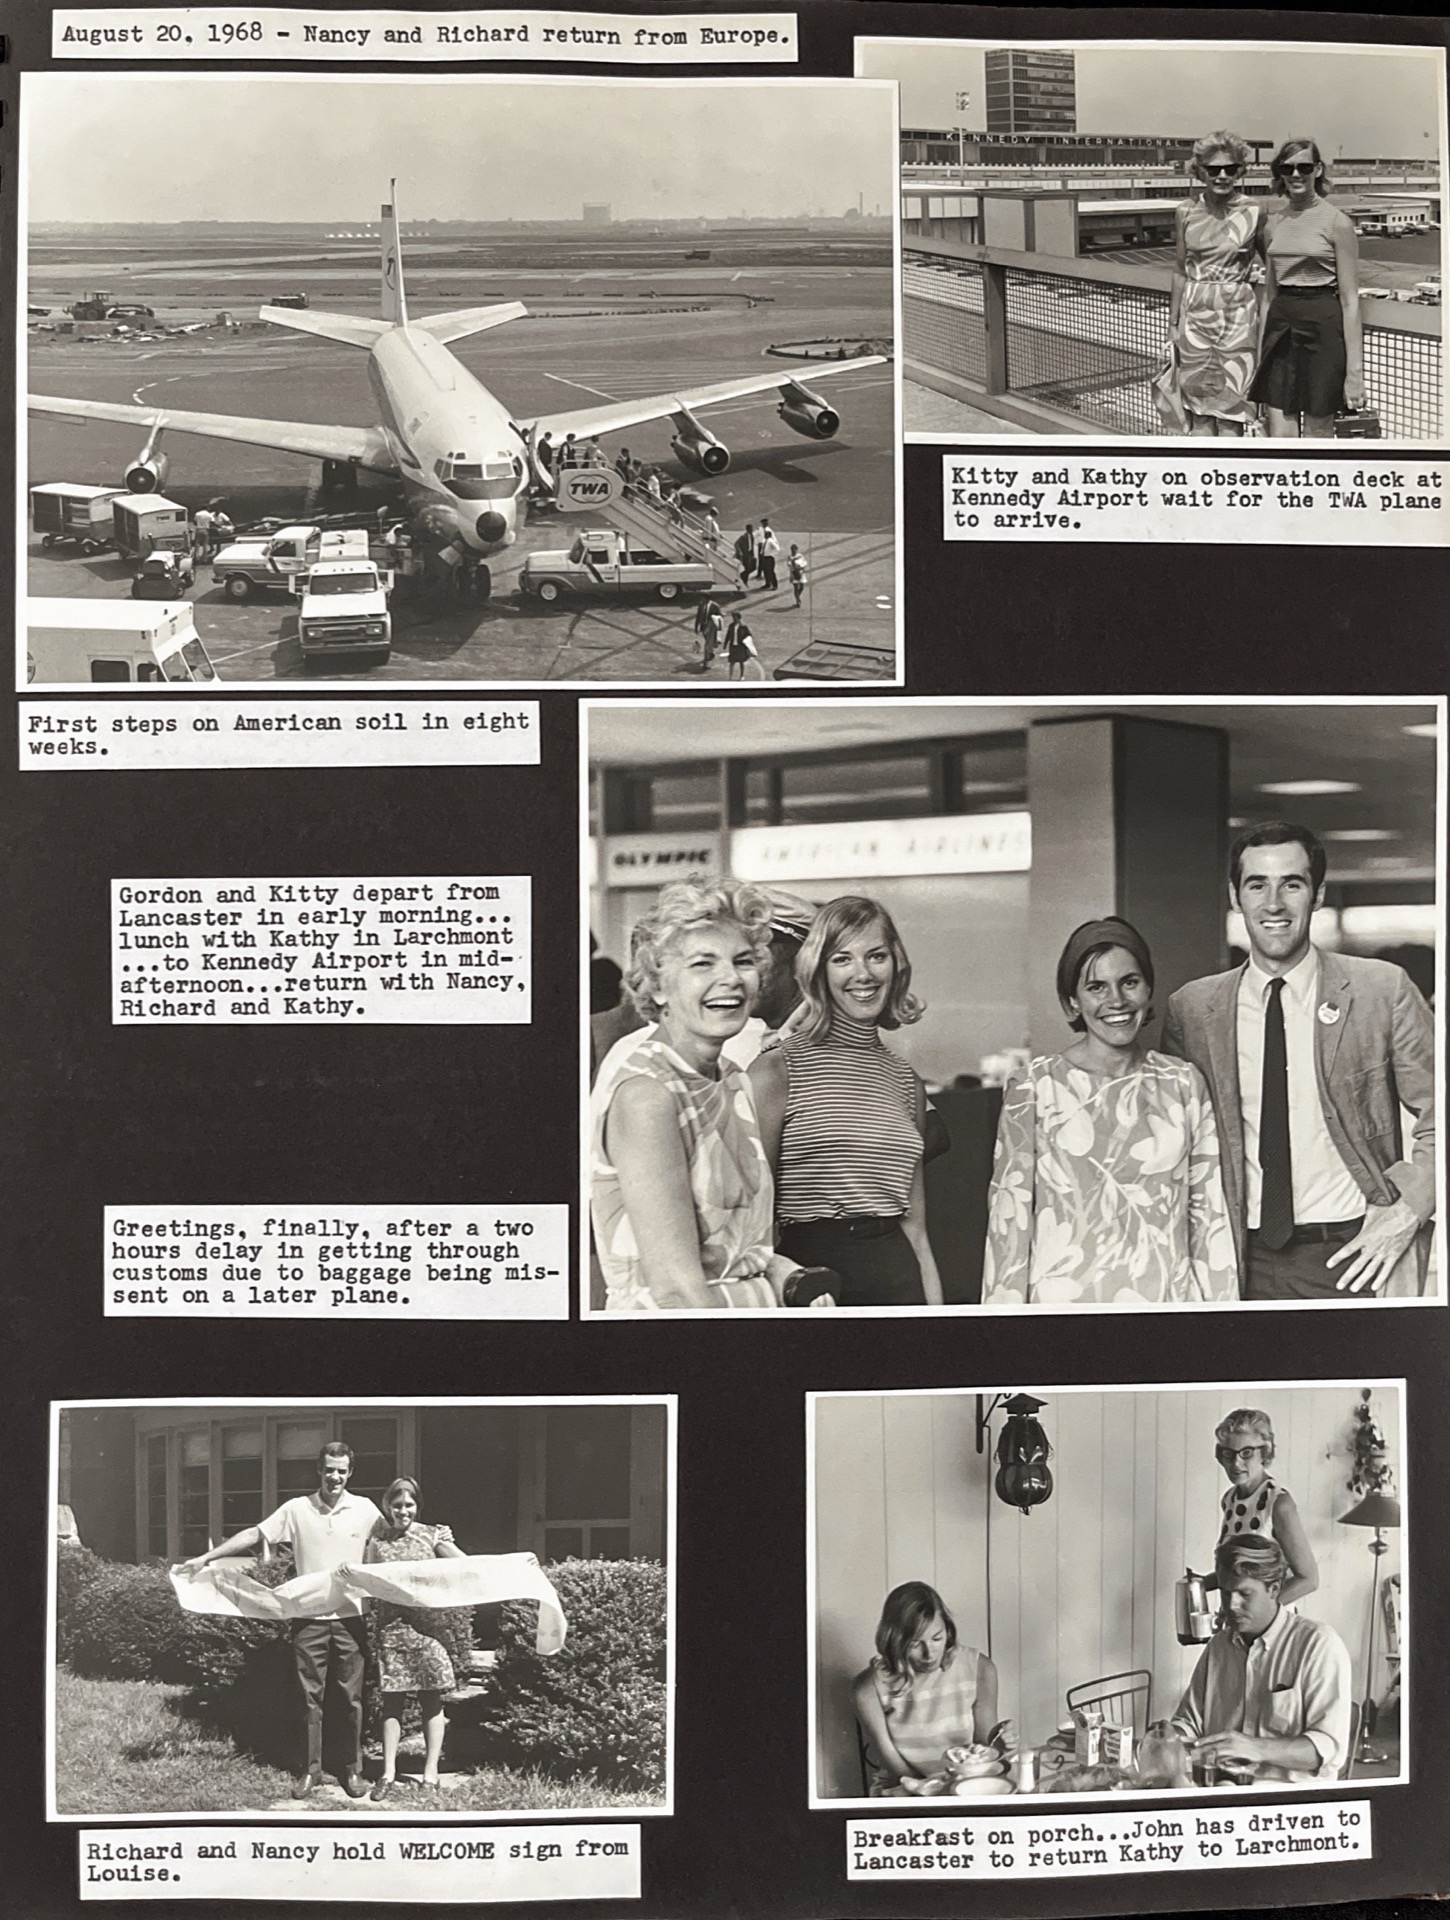 August 20, 1968 - Nancy and Richard return from Europe.
KENNEDY INTERNATIONAL
TWA
Kitty and Kathy on observation deck at
Kennedy Airport wait for the TWA plane
to arrive.
First steps on American soil in eight
weeks.
OLYMPIC
AMERICAN AIRLINES
Gordon and Kitty depart from
Lancaster in early morning...
lunch with Kathy in Larchmont
...to Kennedy Airport in mid-
afternoon...return with Nancy,
Richard and Kathy.
Greetings, finally, after a two
hours delay in getting through
customs due to baggage being mis-
sent on a later plane.
Richard and Nancy hold WELCOME sign from
Louise.
Breakfast on porch...John has driven to
Lancaster to return Kathy to Larchmont.